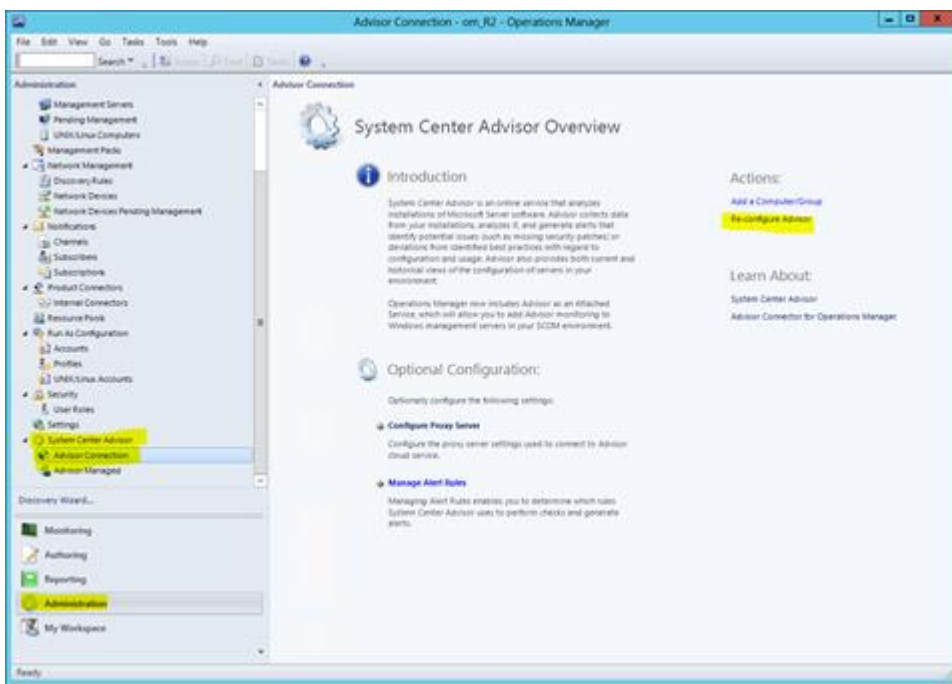 Advisor Connection - om_R2 - Operations Manager
File Edit View Go Tasks Tools Help
Search
Administration
Management Servers
Pending Management
UNIX/Linux Computers
Management Packs
Network Management
Discovery Rules
Network Devices
Network Devices Pending Management
Notifications
Channels
Subscribers
Subscriptions
Product Connectors
Internal Connectors
Resource Pools
Run As Configuration
Accounts
Profiles
UNIX/Linux Accounts
Security
User Roles
Settings
System Center Advisor
Advisor Connection
Advisor Managed
Discovery Wizard...
Monitoring
Authoring
Reporting
Administration
My Workspace
Ready
Advisor Connection
System Center Advisor Overview
Introduction
System Center Advisor is an online service that analyzes
installations of Microsoft Server software. Advisor collects data
from your installations, analyzes it, and generate alerts that
identify potential issues (such as missing security patches) or
deviations from identified best practices with regard to
configuration and usage. Advisor also provides both current and
historical views of the configuration of servers in your
environment.
Operations Manager now includes Advisor as an Attached
Service, which will allow you to add Advisor monitoring to
Windows management servers in your SCOM environment.
Optional Configuration:
Optionally configure the following settings:
Configure Proxy Server
Configure the proxy server settings used to connect to Advisor
cloud service.
Manage Alert Rules
Managing Alert Rules enables you to determine which rules
System Center Advisor uses to perform checks and generate
alerts.
Actions:
Add a Computer/Group
Re-configure Advisor
Learn About:
System Center Advisor
Advisor Connector for Operations Manager